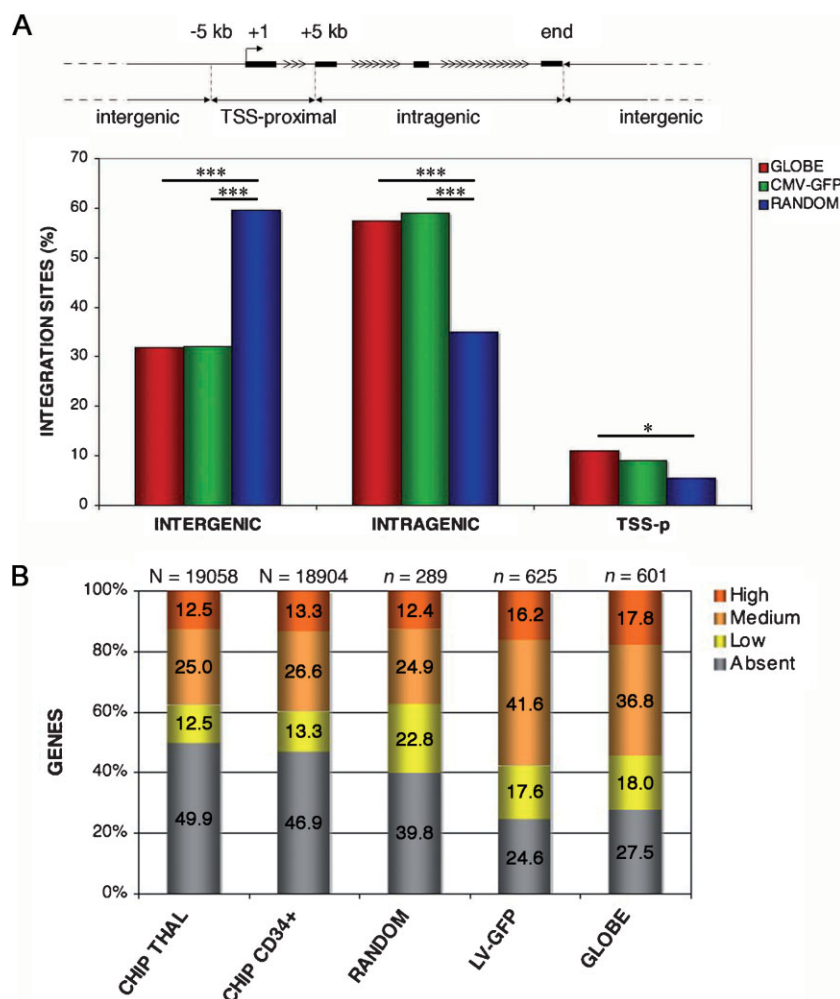 A
-5 kb +1 +5 kb end
intergenic TSS-proximal intragenic intergenic
70
60
50
40
30
20
10
0
INTEGRATION SITES (%)
*** ***
*** ***
*
GLOBE
CMV-GFP
RANDOM
INTERGENIC INTRAGENIC TSS-p
B
N = 19058 N = 18904 n = 289 n = 625 n = 601
100%
80%
60%
40%
20%
0%
GENES
12.5 13.3 12.4 16.2 17.8
25.0 26.6 24.9 41.6 36.8
12.5 13.3 22.8 17.6 18.0
49.9 46.9 39.8 24.6 27.5
High
Medium
Low
Absent
CHIP THAL CHIP CD34+ RANDOM LV-GFP GLOBE